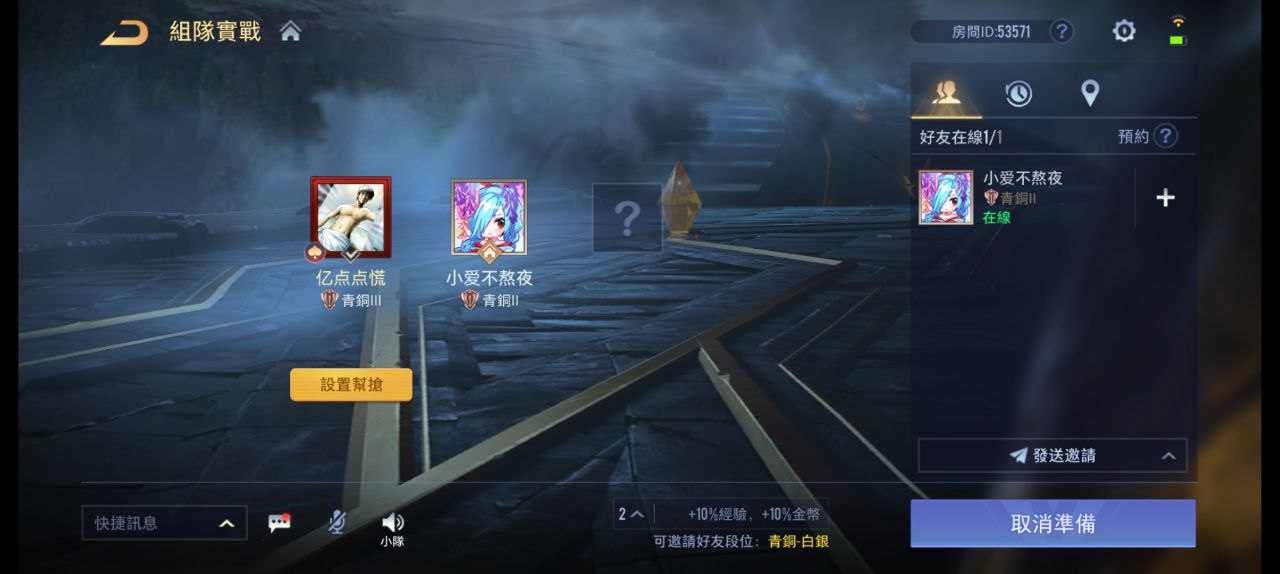 組隊實戰
房間ID:53571
?
好友在線1/1
預約
?
小爱不熬夜
青銅II
在線
+
?
亿点点慌
青銅III
小爱不熬夜
青銅II
設置幫搶
發送邀請
快捷訊息
小隊
2
+10%經驗，+10%金幣
可邀請好友段位：青銅-白銀
取消準備